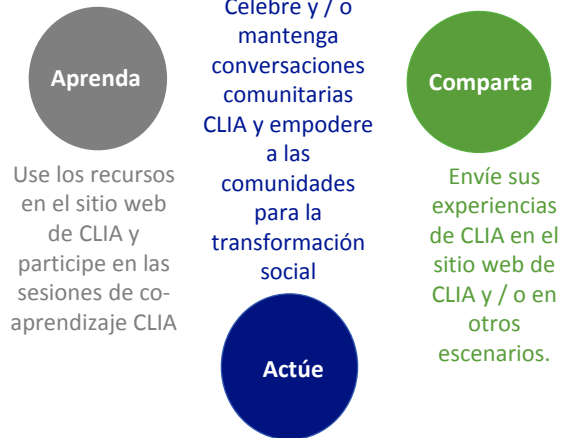 Aprenda
Use los recursos
en el sitio web
de CLIA y
participe en las
sesiones de co-
aprendizaje CLIA
Celebre y / o
mantenga
conversaciones
comunitarias
CLIA y empodere
a las
comunidades
para la
transformación
social
Actúe
Comparta
Envíe sus
experiencias
de CLIA en el
sitio web de
CLIA y / o en
otros
escenarios.